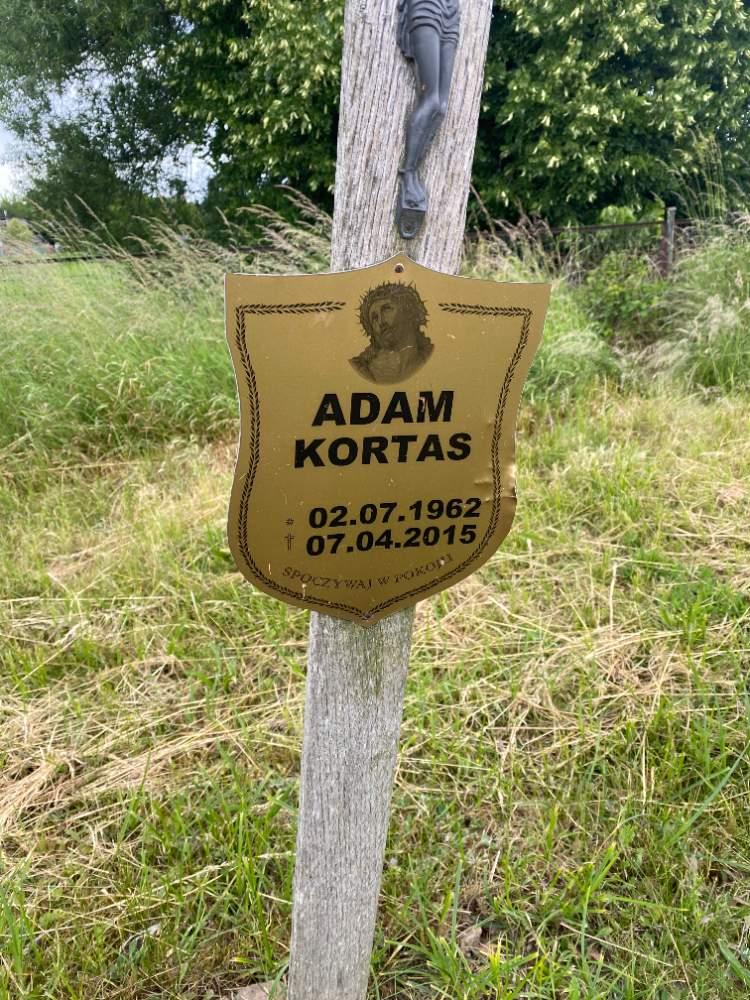 ADAM
KORTAS
* 02.07.1962
† 07.04.2015
SPOCZYWAJ W POKOJU